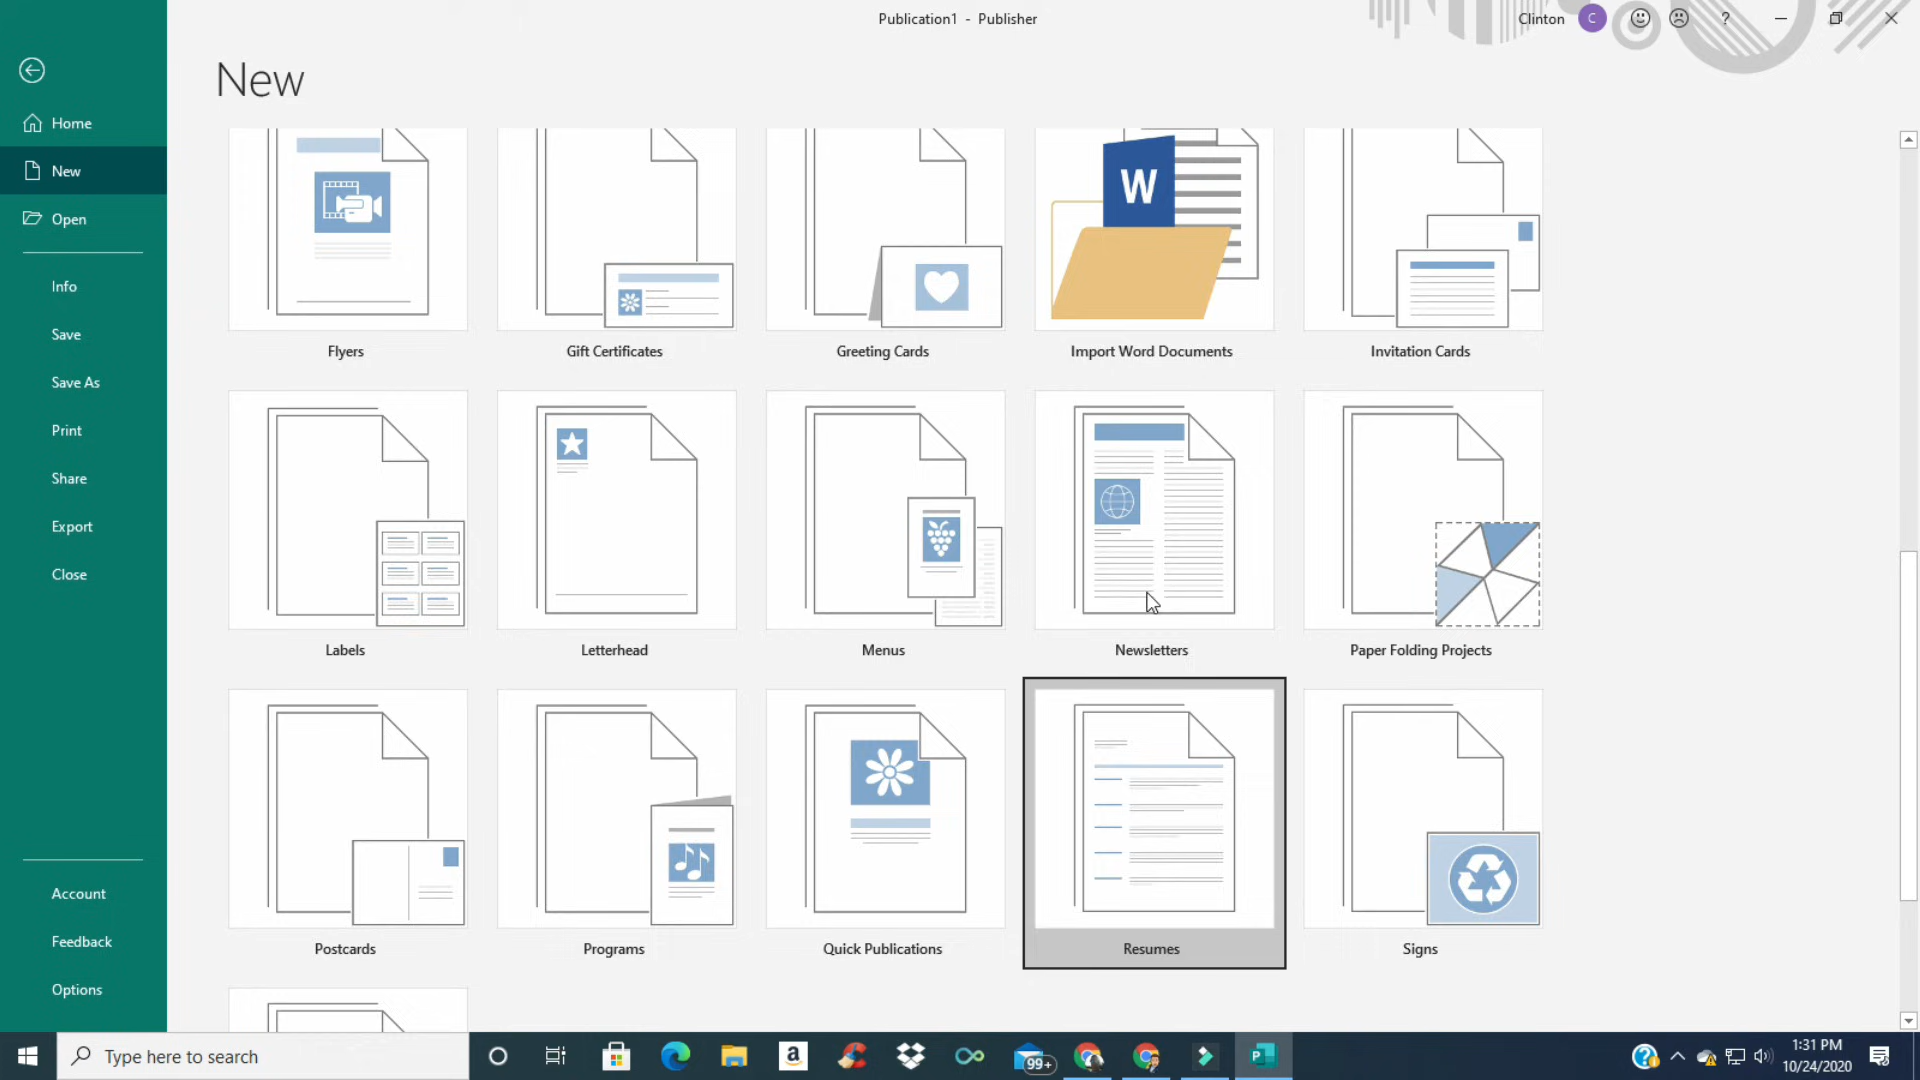 Publication1 - Publisher
Clinton
C
?
New
Home
New
Open
Info
Save
Save As
Print
Share
Export
Close
Account
Feedback
Options
W
Flyers
Gift Certificates
Greeting Cards
Import Word Documents
Invitation Cards
Labels
Letterhead
Menus
Newsletters
Paper Folding Projects
Postcards
Programs
Quick Publications
Resumes
Signs
Type here to search
a
99+
P
?
1:31 PM
10/24/2020